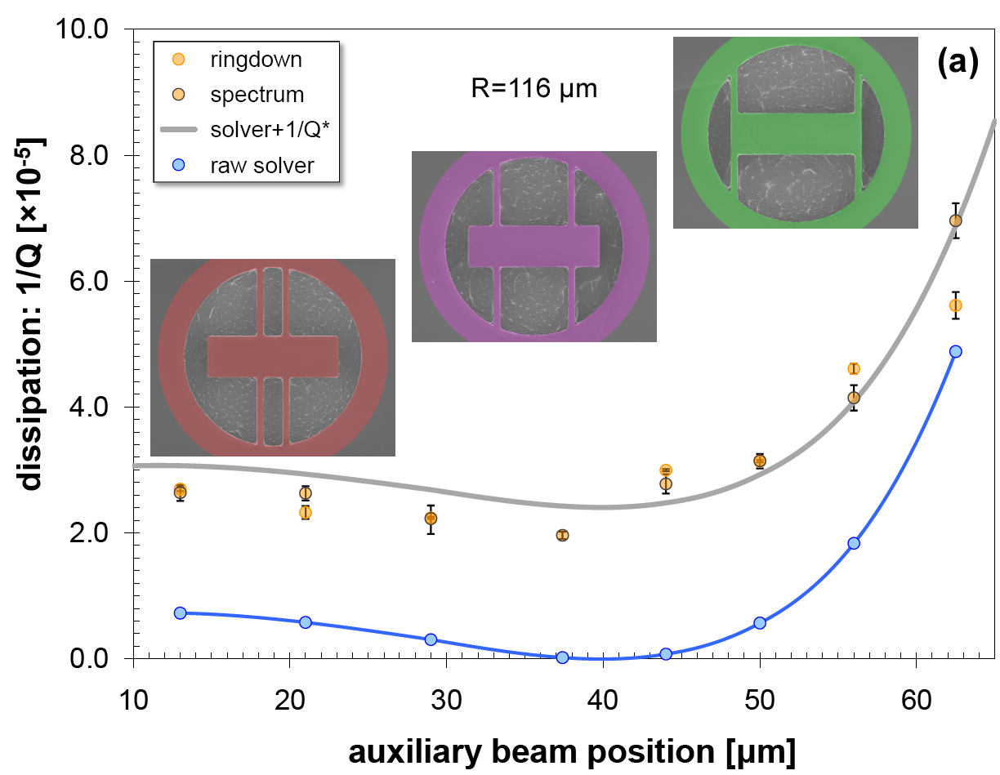 (a)
R=116 µm
ringdown
spectrum
solver+1/Q*
raw solver
dissipation: 1/Q [×10-5]
10.0
8.0
6.0
4.0
2.0
0.0
10 20 30 40 50 60
auxiliary beam position [µm]